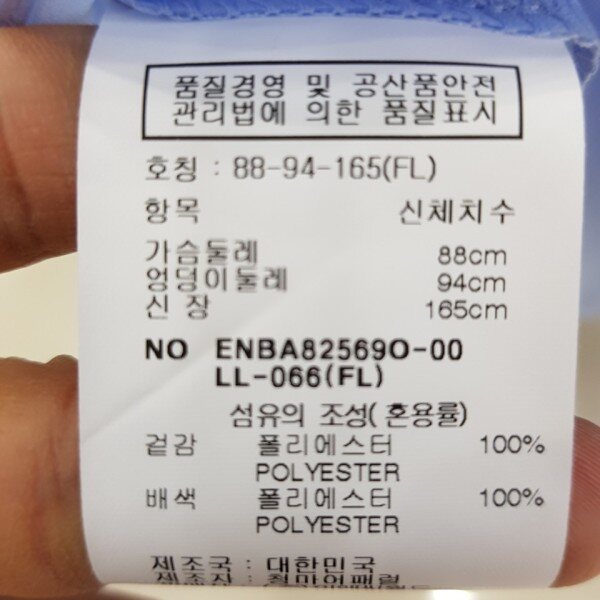 품질경영 및 공산품안전
관리법에 의한 품질표시
호칭 : 88-94-165(FL)
항목 신체치수
가슴둘레 88cm
엉덩이둘레 94cm
신 장 165cm
NO ENBA82569O-00
LL-066(FL)
섬유의 조성( 혼용률)
겉감 폴리에스터 100%
POLYESTER
배색 폴리에스터 100%
POLYESTER
제조국 : 대한민국
제조자 :